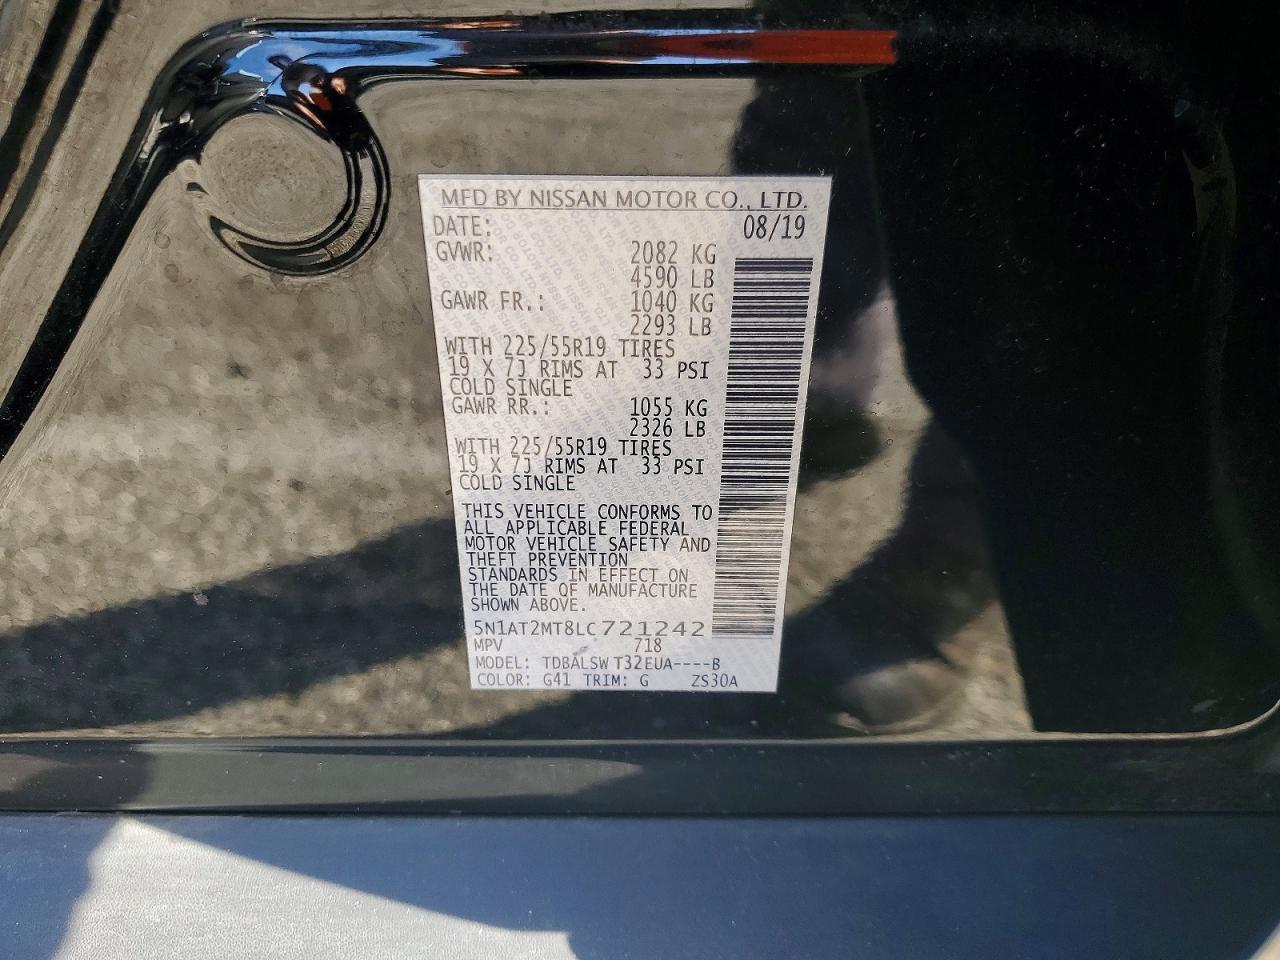 MFD BY NISSAN MOTOR CO., LTD.
DATE: 08/19
GVWR: 2082 KG
4590 LB
GAWR FR.: 1040 KG
2293 LB
WITH 225/55R19 TIRES
19 X 7J RIMS AT 33 PSI
COLD SINGLE
GAWR RR.: 1055 KG
2326 LB
WITH 225/55R19 TIRES
19 X 7J RIMS AT 33 PSI
COLD SINGLE
THIS VEHICLE CONFORMS TO
ALL APPLICABLE FEDERAL
MOTOR VEHICLE SAFETY AND
THEFT PREVENTION
STANDARDS IN EFFECT ON
THE DATE OF MANUFACTURE
SHOWN ABOVE.
5N1AT2MT8LC721242
MPV 718
MODEL: TDBALSW T32EUA----B
COLOR: G41 TRIM: G ZS30A